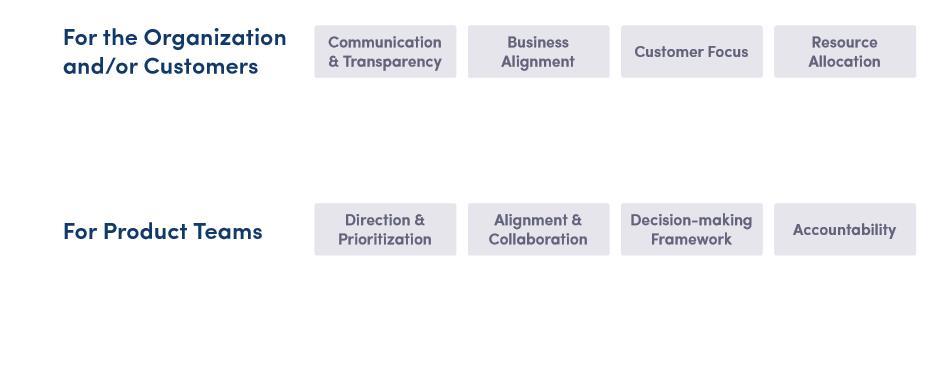 For the Organization
and/or Customers
Communication
& Transparency
Business
Alignment
Customer Focus
Resource
Allocation
For Product Teams
Direction &
Prioritization
Alignment &
Collaboration
Decision-making
Framework
Accountability